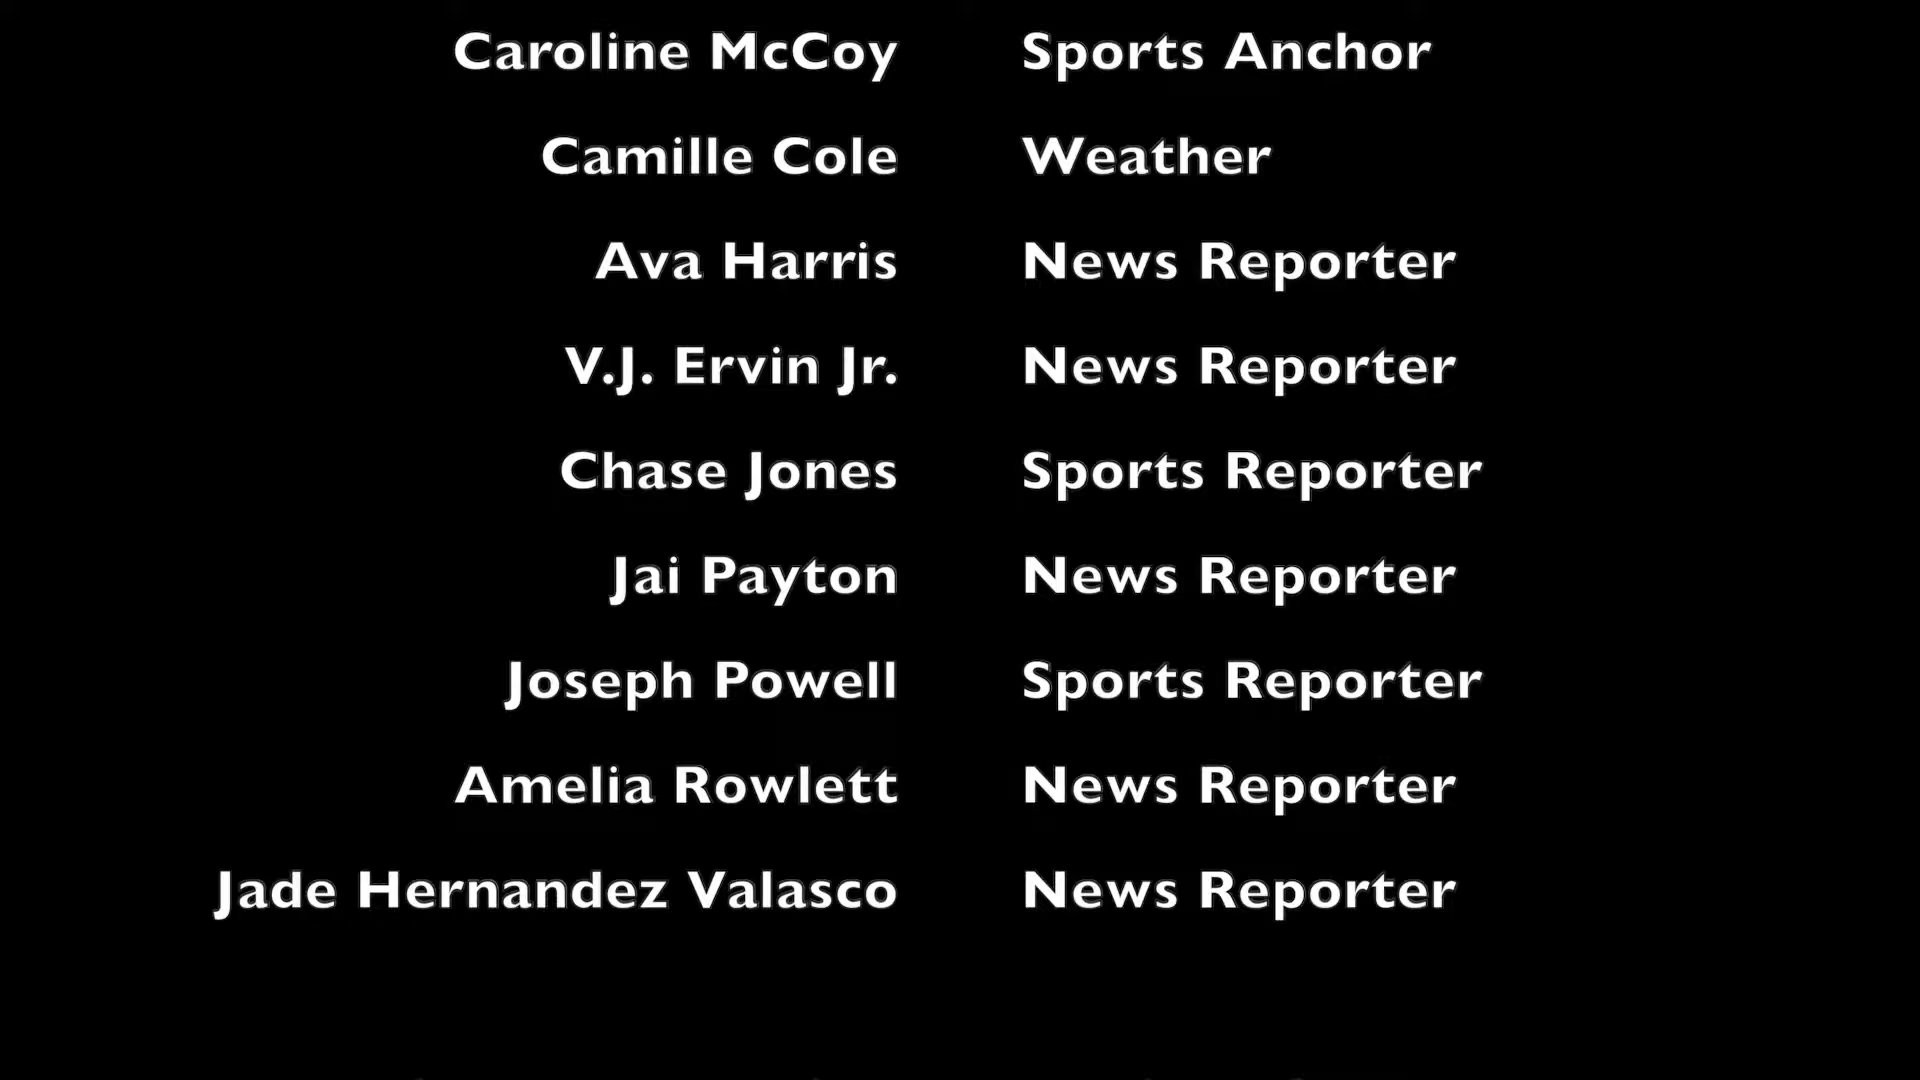 Caroline McCoy Sports Anchor
Camille Cole Weather
Ava Harris News Reporter
V.J. Ervin Jr. News Reporter
Chase Jones Sports Reporter
Jai Payton News Reporter
Joseph Powell Sports Reporter
Amelia Rowlett News Reporter
Jade Hernandez Valasco News Reporter